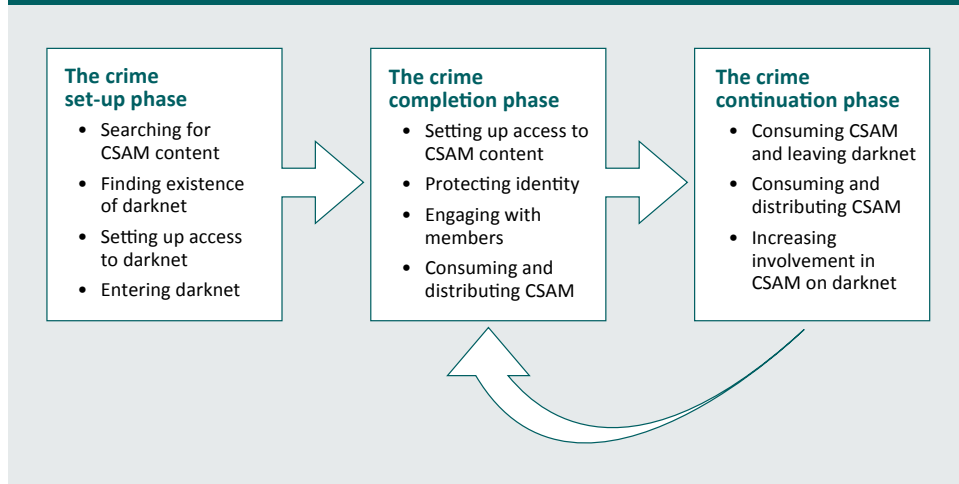 The crime
set-up phase
• Searching for
CSAM content
• Finding existence
of darknet
• Setting up access
to darknet
• Entering darknet
The crime
completion phase
• Setting up access to
CSAM content
• Protecting identity
• Engaging with
members
• Consuming and
distributing CSAM
The crime
continuation phase
• Consuming CSAM
and leaving darknet
• Consuming and
distributing CSAM
• Increasing
involvement in
CSAM on darknet